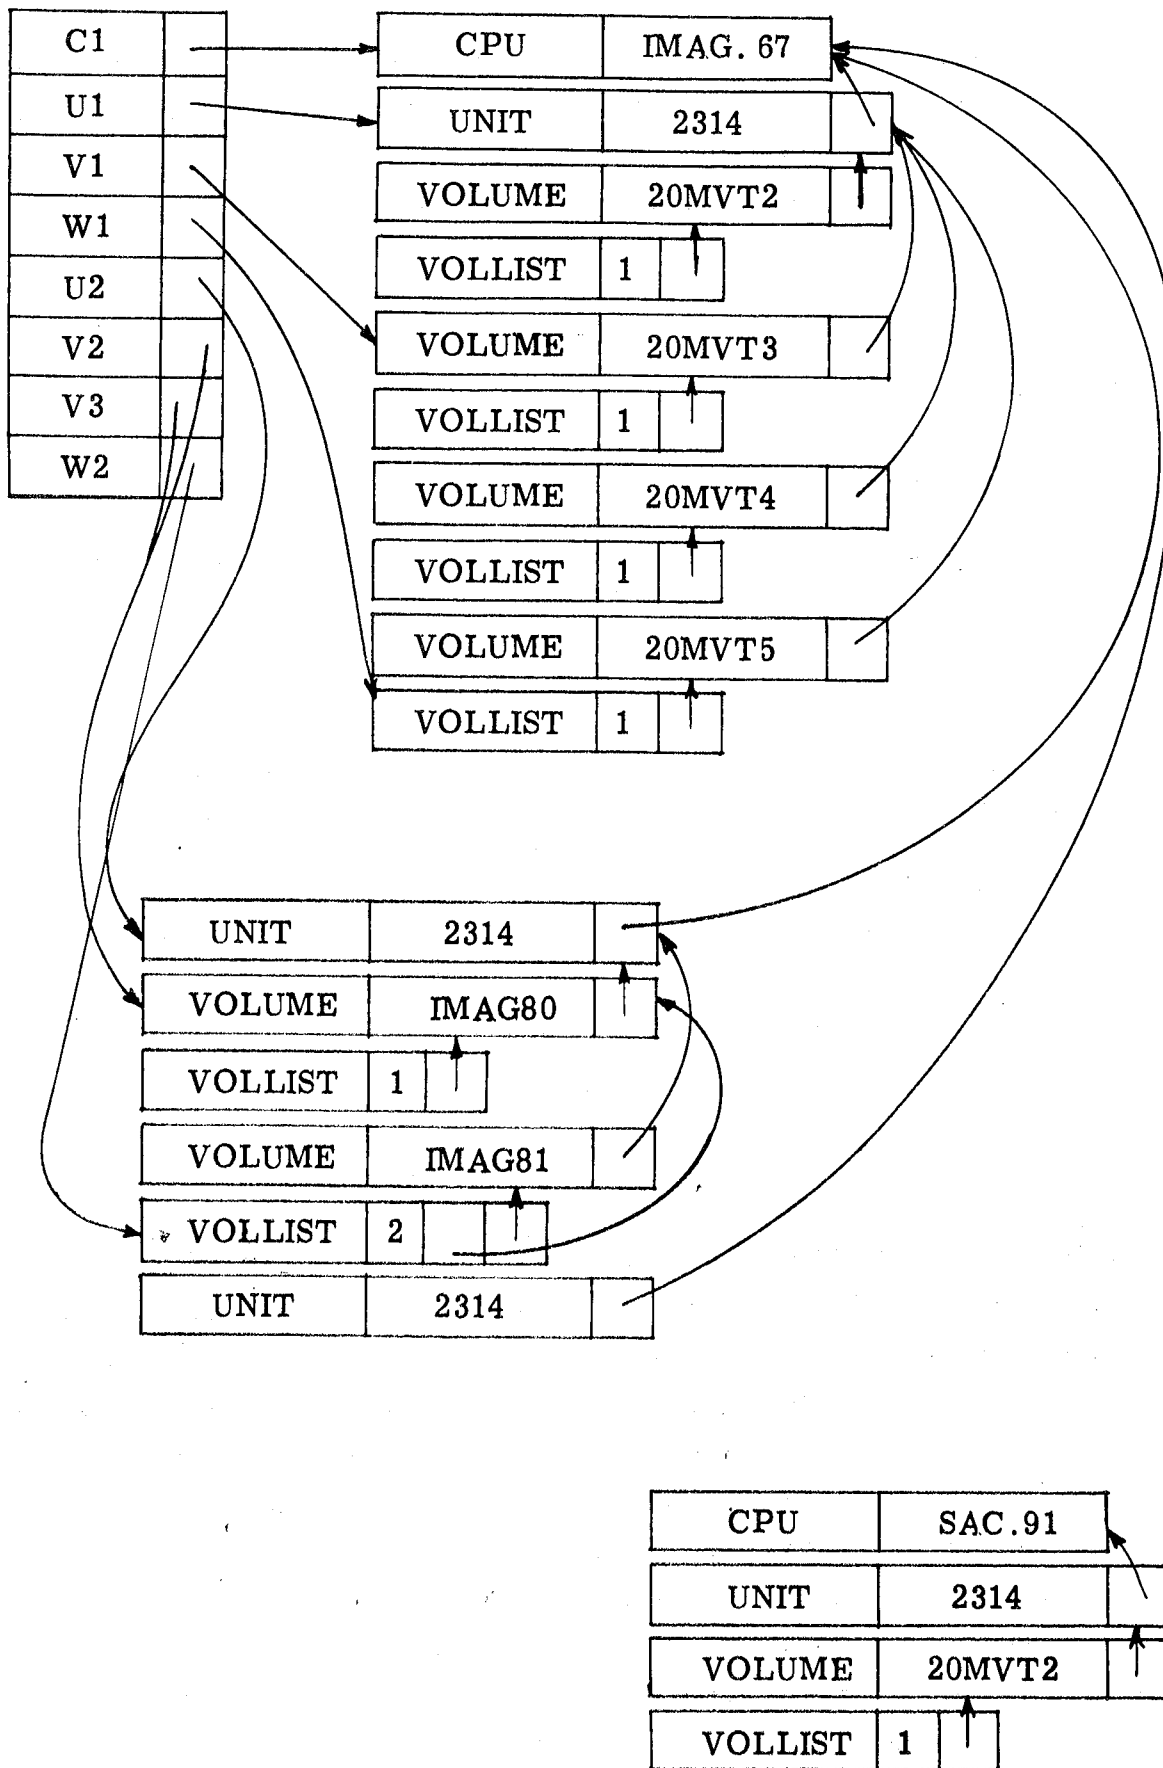 C1
U1
V1
W1
U2
V2
V3
W2
CPU IMAG. 67
UNIT 2314
VOLUME 20MVT2
VOLLIST 1
VOLUME 20MVT3
VOLLIST 1
VOLUME 20MVT4
VOLLIST 1
VOLUME 20MVT5
VOLLIST 1
UNIT 2314
VOLUME IMAG80
VOLLIST 1
VOLUME IMAG81
VOLLIST 2
UNIT 2314
CPU SAC.91
UNIT 2314
VOLUME 20MVT2
VOLLIST 1